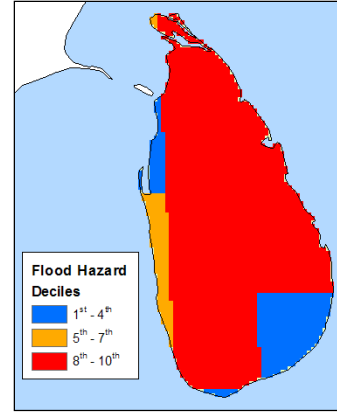 Flood Hazard
Deciles
1st - 4th
5th - 7th
8th - 10th